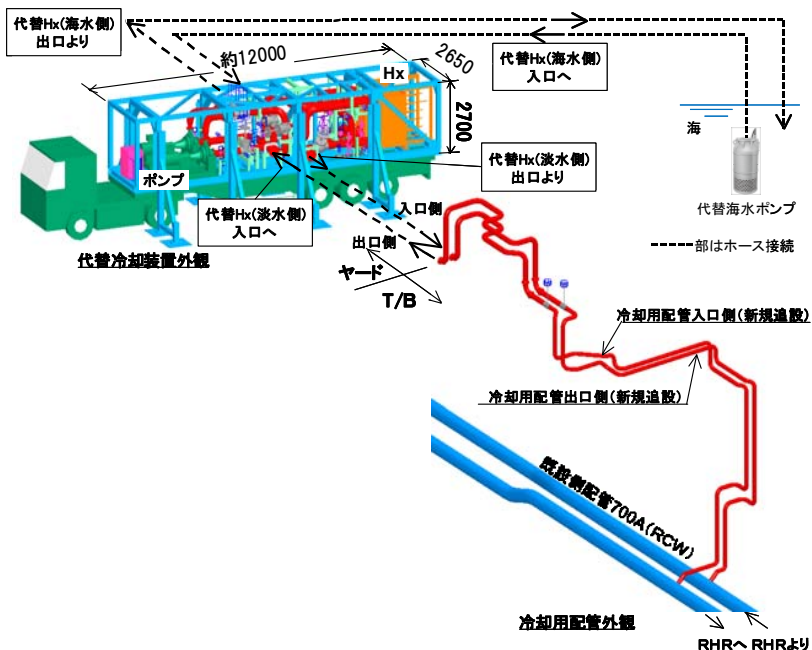 代替Hx(海水側)
出口より
約12000
2650
Hx
2700
代替Hx(海水側)
入口へ
海
代替海水ポンプ
代替Hx(淡水側)
出口より
ポンプ
代替Hx(淡水側)
入口へ
入口側
出口側
部はホース接続
代替冷却装置外観
ヤード
T/B
冷却用配管入口側(新規追設)
冷却用配管出口側(新規追設)
既設側配管700A(RCW)
冷却用配管外観
RHRへ RHRより